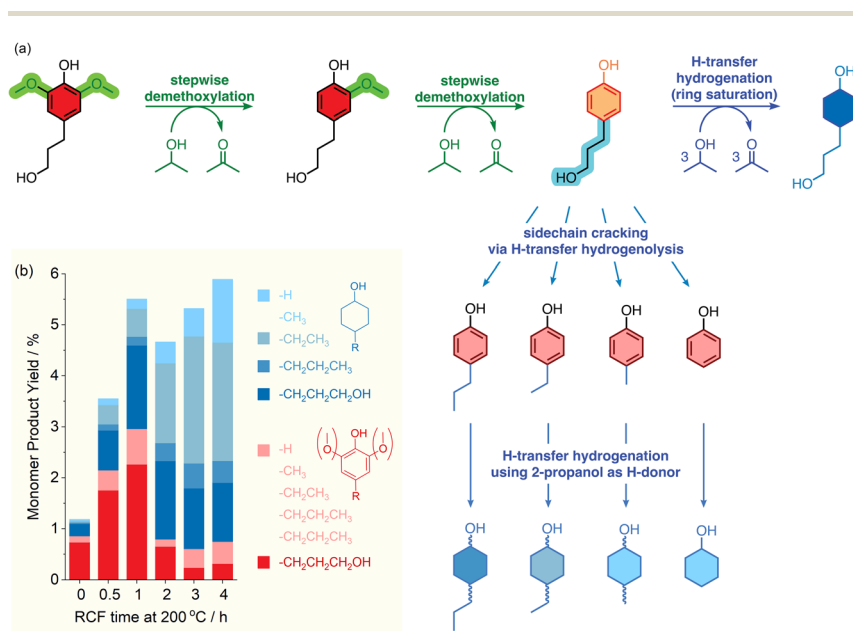 (a)
OH
O
O
HO
stepwise
demethoxylation
OH
O
OH
O
HO
stepwise
demethoxylation
OH
O
OH
HO
H-transfer
hydrogenation
(ring saturation)
3
OH
3
O
OH
HO
sidechain cracking
via H-transfer hydrogenolysis
OH
OH
OH
OH
H-transfer hydrogenation
using 2-propanol as H-donor
OH
OH
OH
OH
(b)
Monomer Product Yield / %
6
5
4
3
2
1
0
0 0.5 1 2 3 4
RCF time at 200 °C / h
-H
-CH₃
-CH₂CH₃
-CH₂CH₂CH₃
-CH₂CH₂CH₂OH
OH
R
-H
-CH₃
-CH₂CH₃
-CH₂CH₂CH₃
-CH₂CH₂CH₃
-CH₂CH₂CH₂OH
( O ) OH ( O )
R